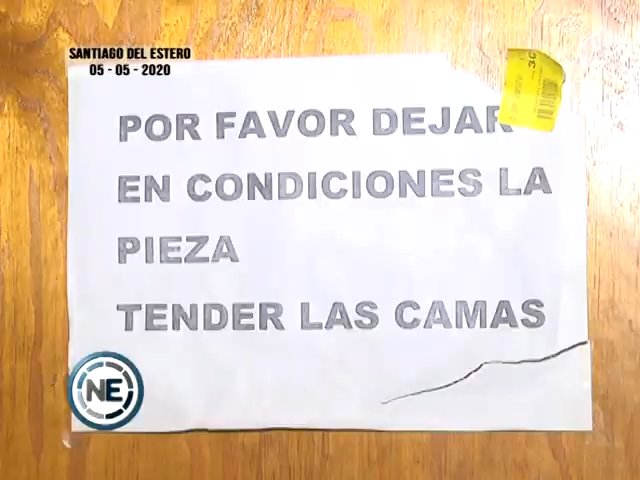 SANTIAGO DEL ESTERO
05 - 05 - 2020
POR FAVOR DEJAR
EN CONDICIONES LA
PIEZA
TENDER LAS CAMAS
NE